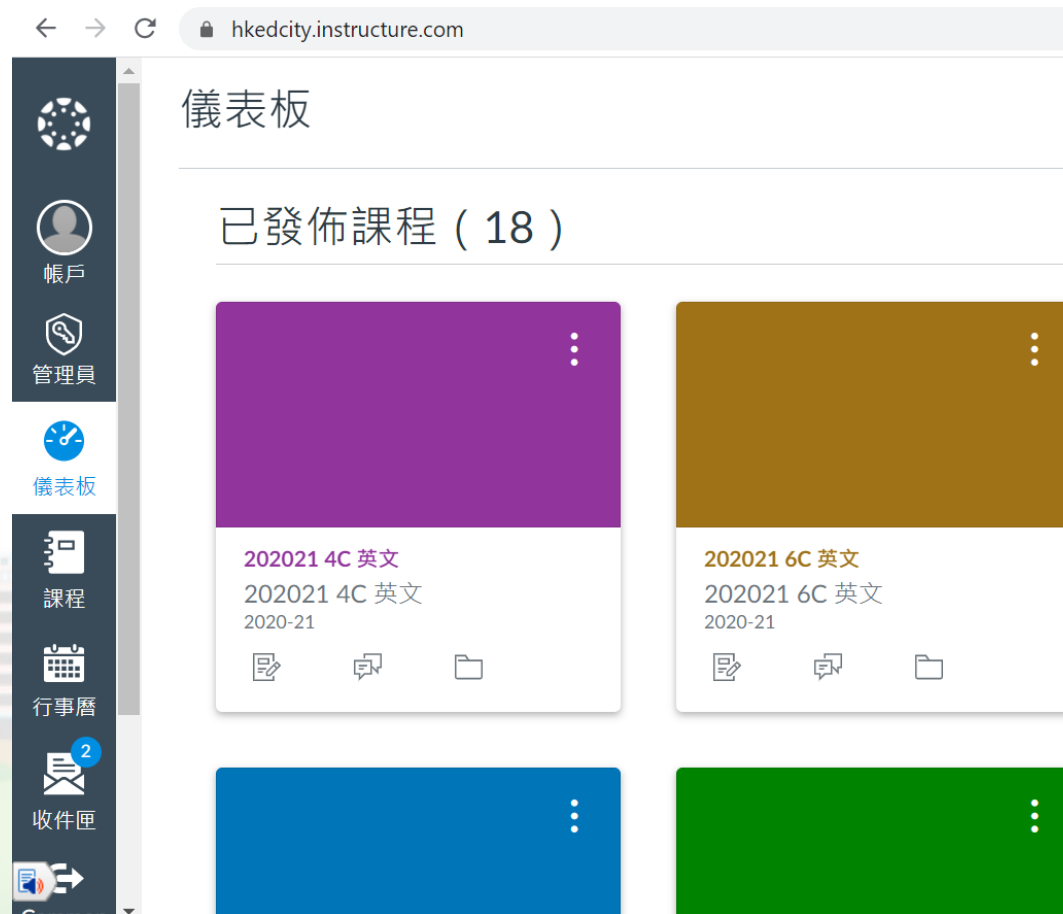 hkedcity.instructure.com
儀表板
已發佈課程 ( 18 )
帳戶
管理員
儀表板
課程
行事曆
2
收件匣
202021 4C 英文
202021 4C 英文
2020-21
202021 6C 英文
202021 6C 英文
2020-21